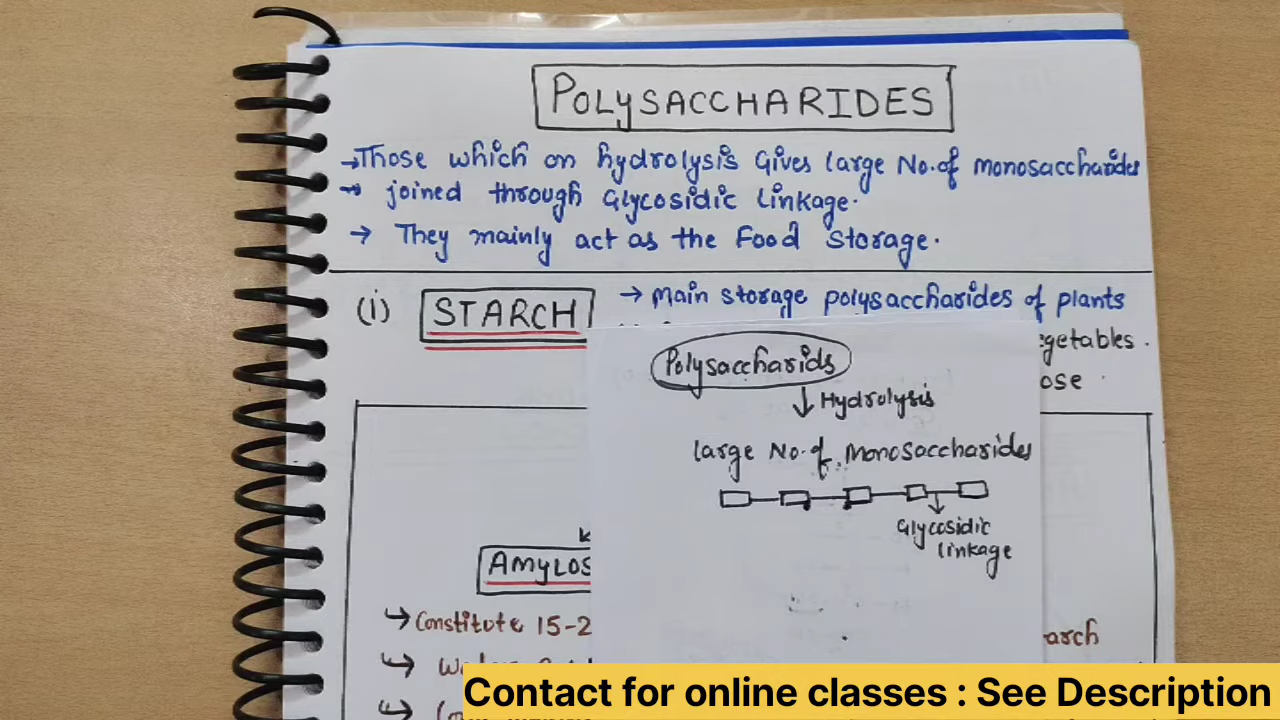 POLYSACCHARIDES
→Those which on hydrolysis Gives large No.of monosaccharides
→ joined through Glycosidic linkage.
→ They mainly act as the Food Storage.
(i) STARCH → Main storage polysaccharides of plants
egetables.
ose
Polysaccharids
↓ Hydrolysis
large No.of monosaccharides
Glycosidic
linkage
AMYLOS
↪ Constitute 15-2
arch
Contact for online classes : See Description